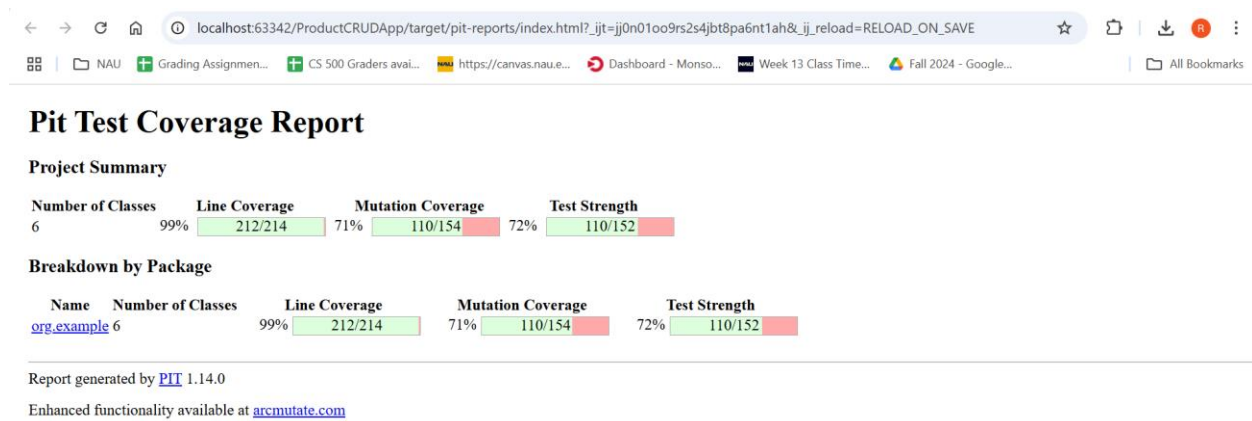 localhost:63342/ProductCRUDApp/target/pit-reports/index.html?_ijt=jj0n01oo9rs2s4jbt8pa6nt1ah&_ij_reload=RELOAD_ON_SAVE R
NAU Grading Assignmen... CS 500 Graders avai... NAU https://canvas.nau.e... Dashboard - Monso... NAU Week 13 Class Time... Fall 2024 - Google... All Bookmarks
Pit Test Coverage Report
Project Summary
Number of Classes Line Coverage Mutation Coverage Test Strength
6 99% 212/214 71% 110/154 72% 110/152
Breakdown by Package
Name Number of Classes Line Coverage Mutation Coverage Test Strength
org.example 6 99% 212/214 71% 110/154 72% 110/152
Report generated by PIT 1.14.0
Enhanced functionality available at arcmutate.com